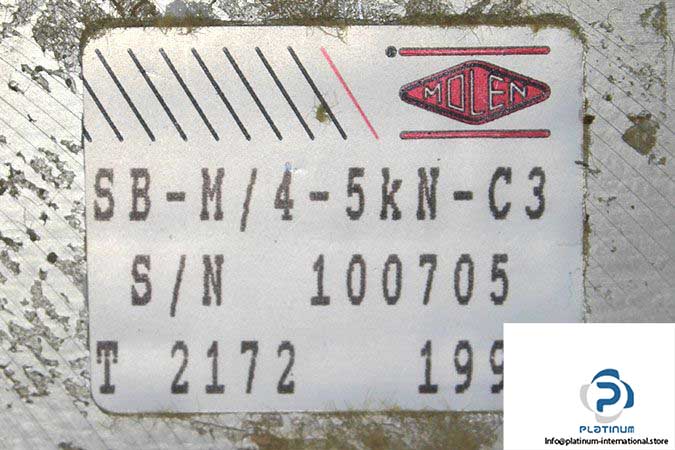 MOLEN
SB-M/4-5kN-C3
S/N 100705
T 2172 199
PLATINUM
Info@platinum-international.store